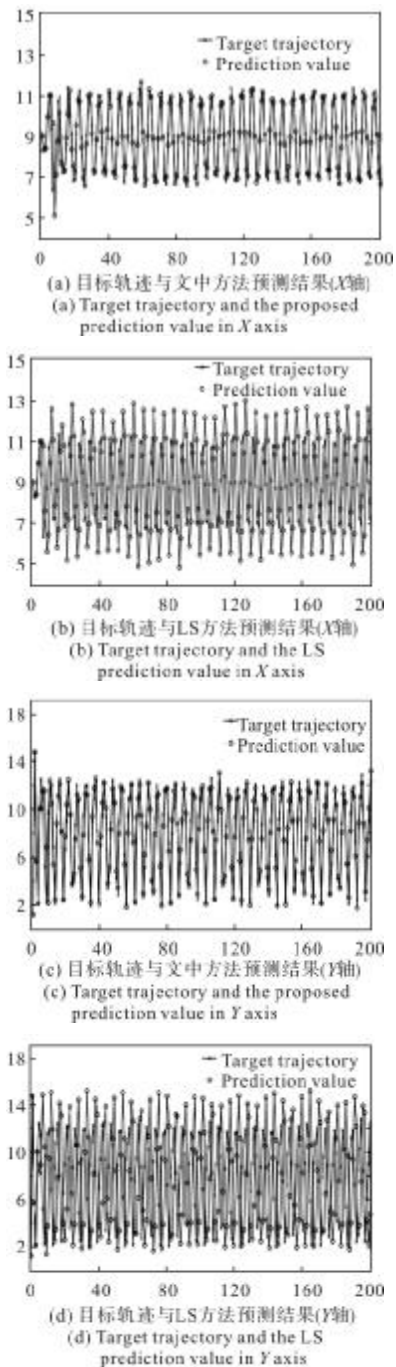 15
Target trajectory
Prediction value
13
11
9
7
5
0 40 80 120 160 200
(a) 目标轨迹与文中方法预测结果(X轴)
(a) Target trajectory and the proposed
prediction value in X axis
15
Target trajectory
Prediction value
13
11
9
7
5
0 40 80 120 160 200
(b) 目标轨迹与LS方法预测结果(X轴)
(b) Target trajectory and the LS
prediction value in X axis
18
Target trajectory
Prediction value
14
10
6
2
0 40 80 120 160 200
(c) 目标轨迹与文中方法预测结果(Y轴)
(c) Target trajectory and the proposed
prediction value in Y axis
18
Target trajectory
Prediction value
14
10
6
2
0 40 80 120 160 200
(d) 目标轨迹与LS方法预测结果(Y轴)
(d) Target trajectory and the LS
prediction value in Y axis